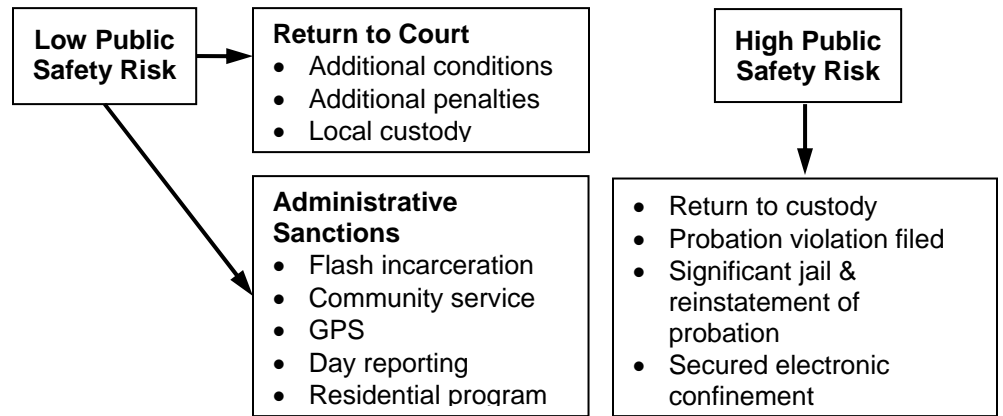 Low Public
Safety Risk
Return to Court
• Additional conditions
• Additional penalties
• Local custody
Administrative
Sanctions
• Flash incarceration
• Community service
• GPS
• Day reporting
• Residential program
High Public
Safety Risk
• Return to custody
• Probation violation filed
• Significant jail &
reinstatement of
probation
• Secured electronic
confinement